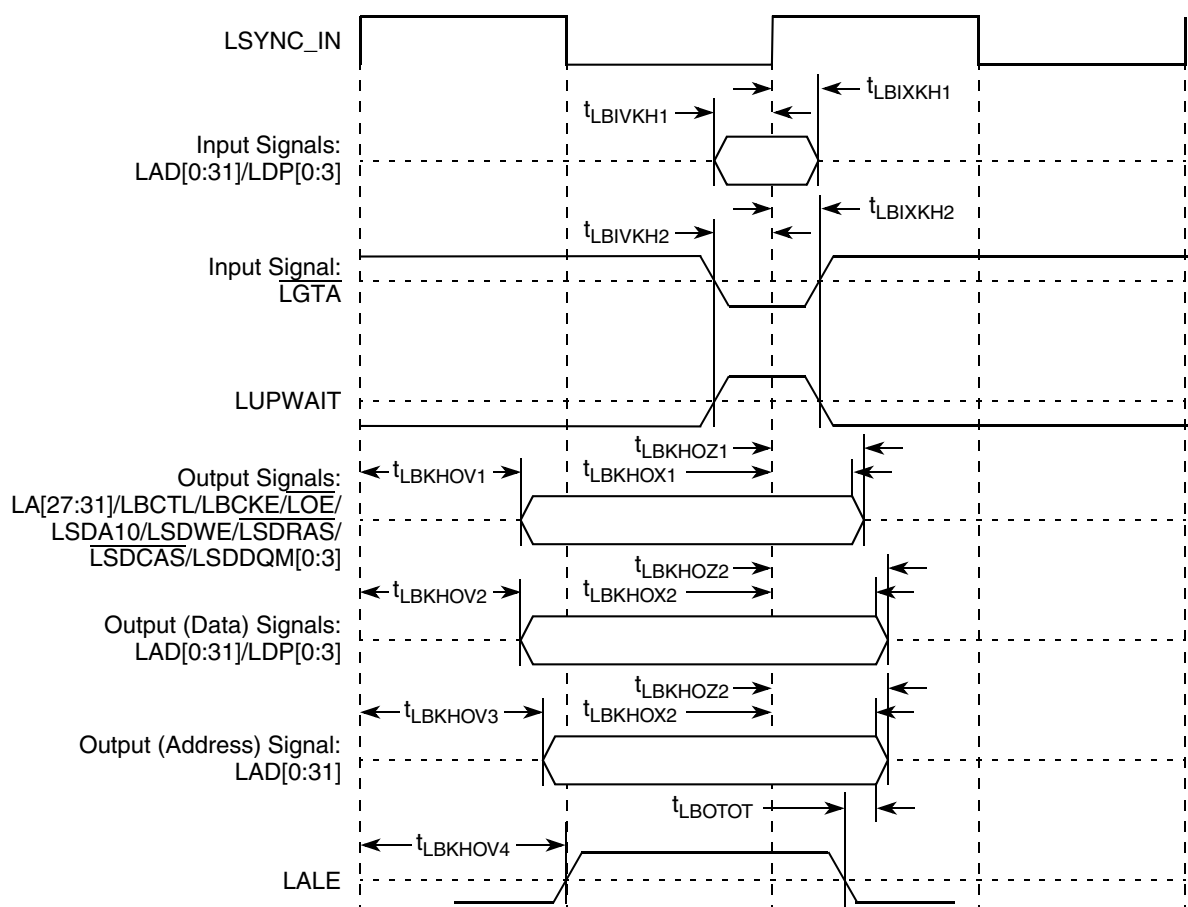 LSYNC_IN
tLBIXKH1
tLBIVKH1
Input Signals:
LAD[0:31]/LDP[0:3]
tLBIXKH2
tLBIVKH2
Input Signal:
LGTA
LUPWAIT
tLBKHOZ1
tLBKHOV1
tLBKHOX1
Output Signals:
LA[27:31]/LBCTL/LBCKE/LOE/
LSDA10/LSDWE/LSDRAS/
LSDCAS/LSDDQM[0:3]
tLBKHOZ2
tLBKHOV2
tLBKHOX2
Output (Data) Signals:
LAD[0:31]/LDP[0:3]
tLBKHOZ2
tLBKHOV3
tLBKHOX2
Output (Address) Signal:
LAD[0:31]
tLBOTOT
tLBKHOV4
LALE